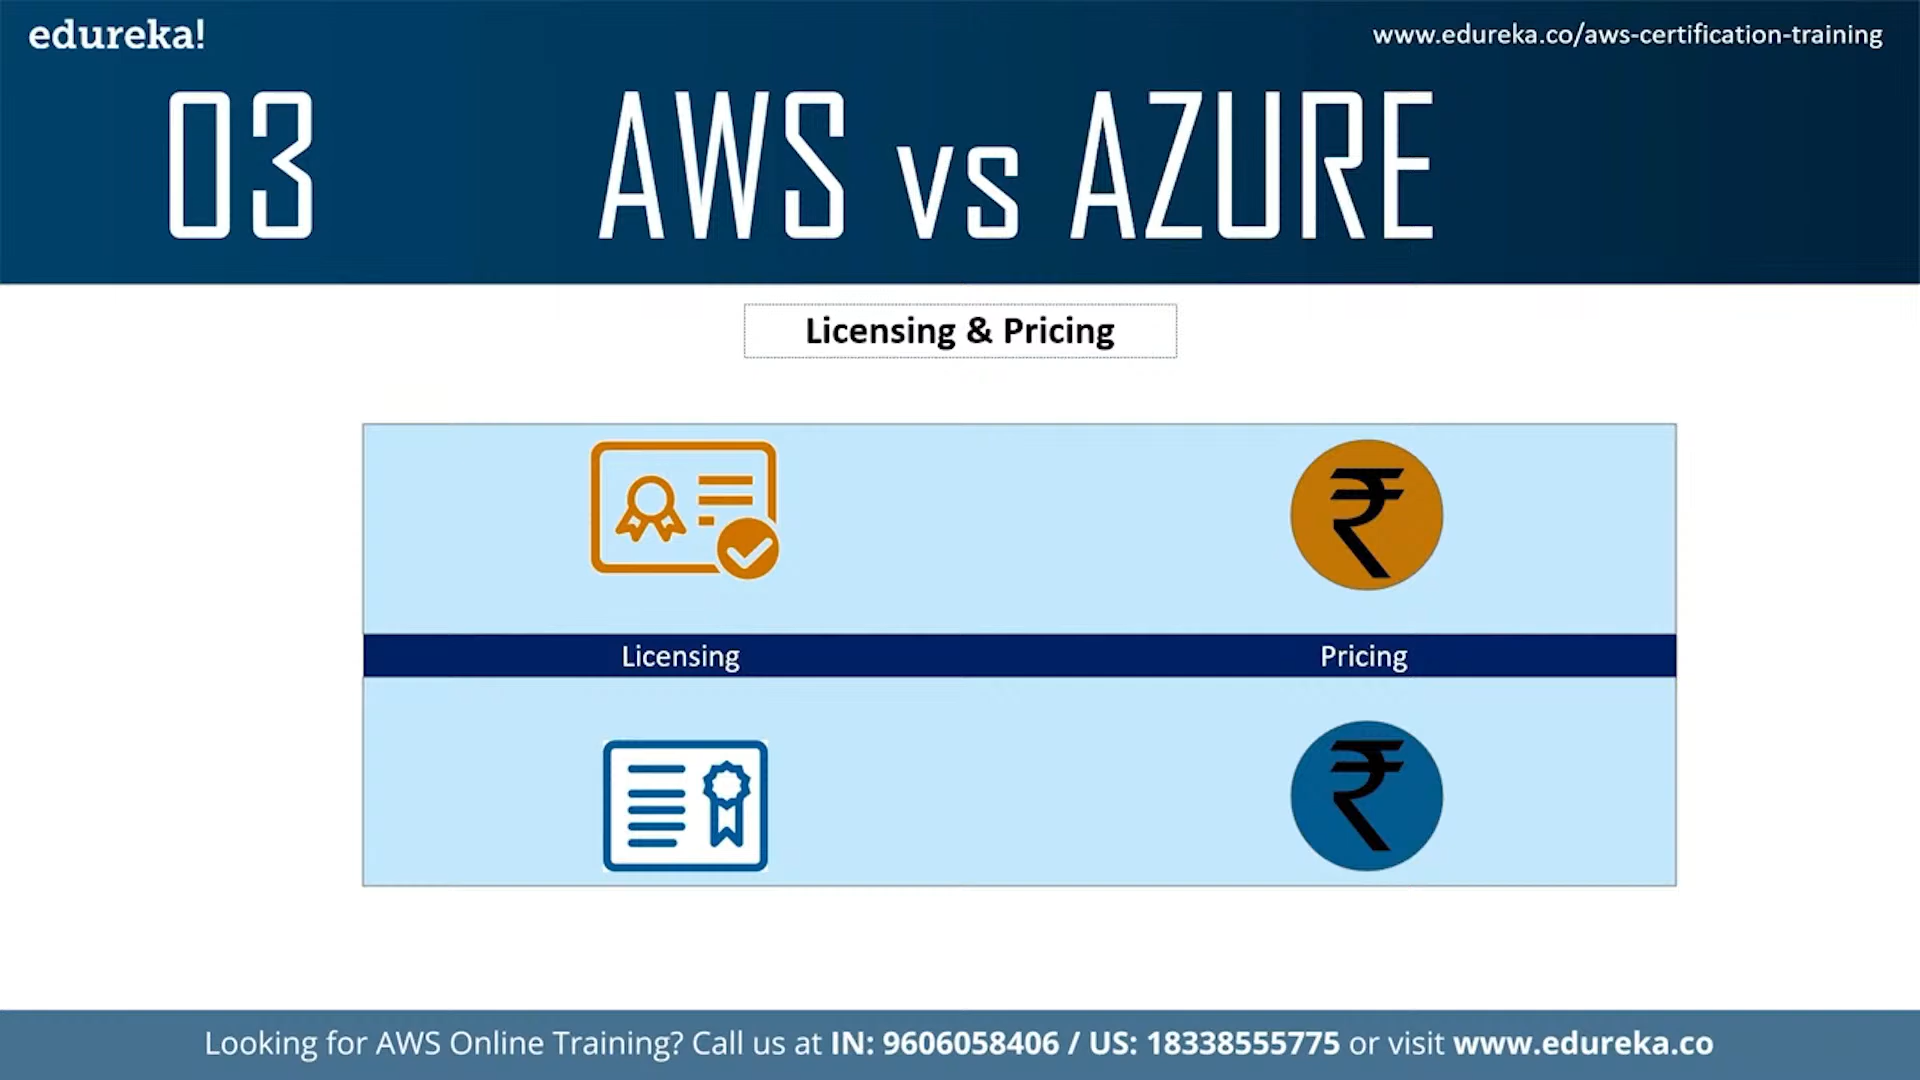 edureka!
www.edureka.co/aws-certification-training
03 AWS vs AZURE
Licensing & Pricing
₹
Licensing Pricing
₹
Looking for AWS Online Training? Call us at IN: 9606058406 / US: 18338555775 or visit www.edureka.co